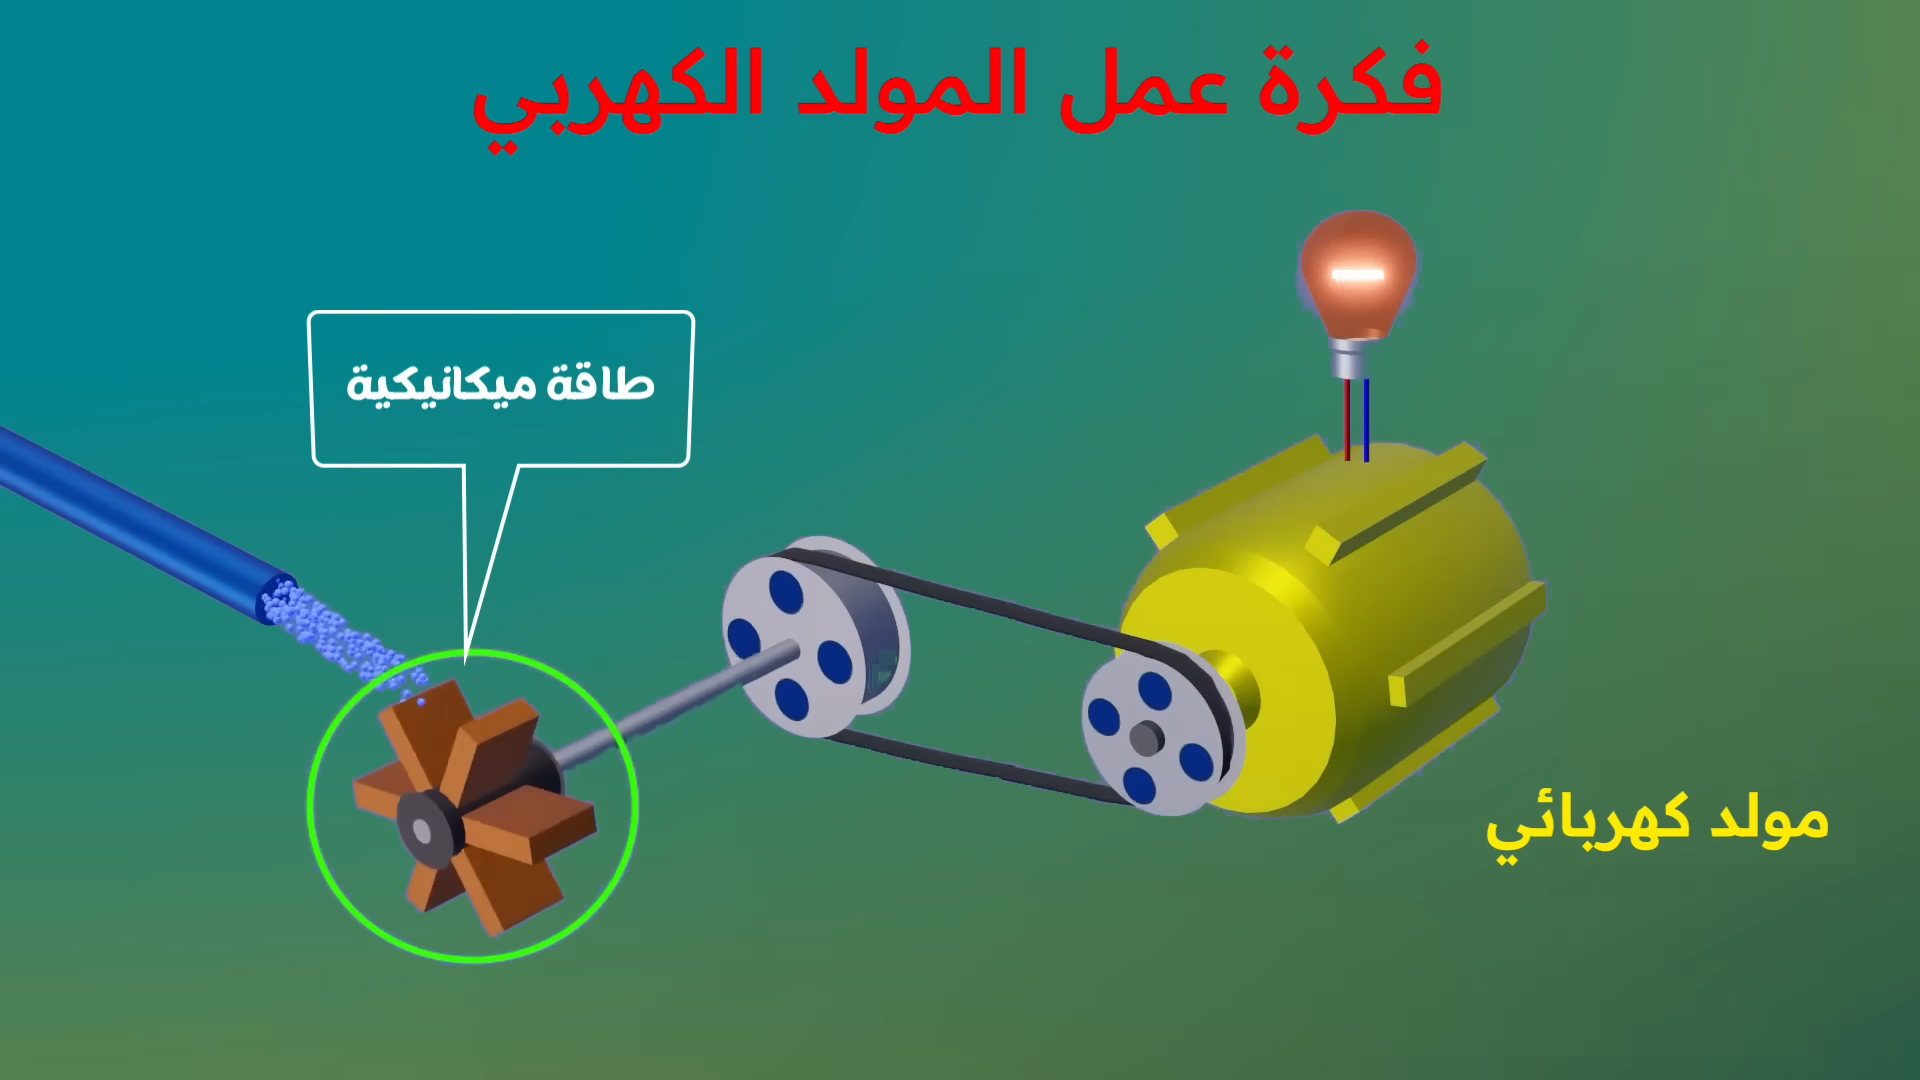 فكرة عمل المولد الكهربي
طاقة ميكانيكية
مولد كهربائي